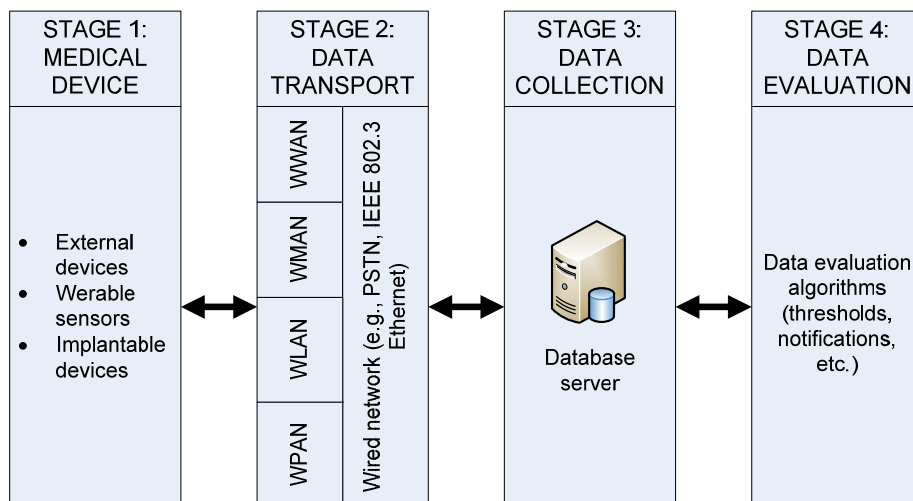 STAGE 1:
MEDICAL
DEVICE
• External
devices
• Werable
sensors
• Implantable
devices
STAGE 2:
DATA
TRANSPORT
WWAN
WMAN
WLAN
WPAN
Wired network (e.g., PSTN, IEEE 802.3
Ethernet)
STAGE 3:
DATA
COLLECTION
Database
server
STAGE 4:
DATA
EVALUATION
Data evaluation
algorithms
(thresholds,
notifications,
etc.)